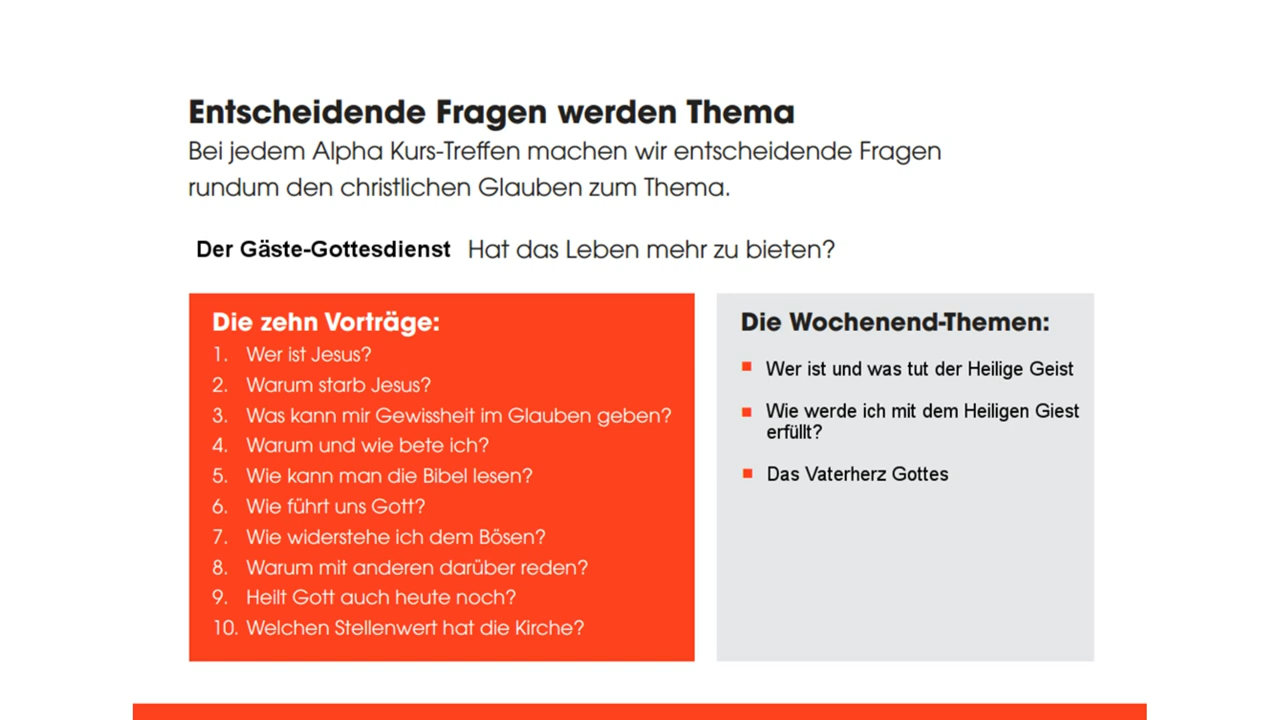 Entscheidende Fragen werden Thema
Bei jedem Alpha Kurs-Treffen machen wir entscheidende Fragen
rundum den christlichen Glauben zum Thema.
Der Gäste-Gottesdienst Hat das Leben mehr zu bieten?
Die zehn Vorträge:
1. Wer ist Jesus?
2. Warum starb Jesus?
3. Was kann mir Gewissheit im Glauben geben?
4. Warum und wie bete ich?
5. Wie kann man die Bibel lesen?
6. Wie führt uns Gott?
7. Wie widerstehe ich dem Bösen?
8. Warum mit anderen darüber reden?
9. Heilt Gott auch heute noch?
10. Welchen Stellenwert hat die Kirche?
Die Wochenend-Themen:
Wer ist und was tut der Heilige Geist
Wie werde ich mit dem Heiligen Giest
erfüllt?
Das Vaterherz Gottes